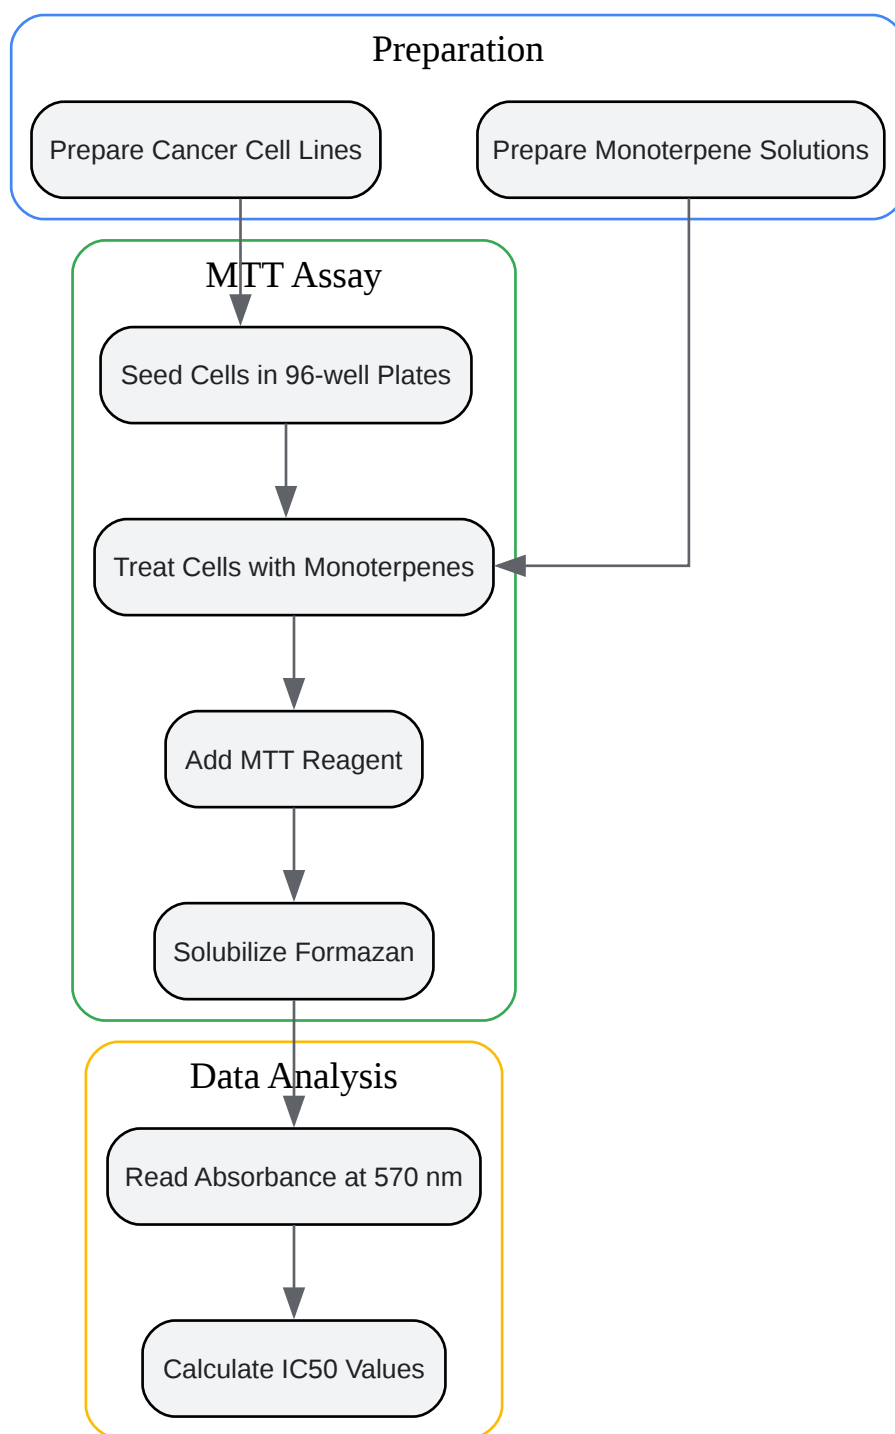 Preparation
Prepare Cancer Cell Lines
Prepare Monoterpene Solutions
MTT Assay
Seed Cells in 96-well Plates
Treat Cells with Monoterpenes
Add MTT Reagent
Solubilize Formazan
Data Analysis
Read Absorbance at 570 nm
Calculate IC50 Values